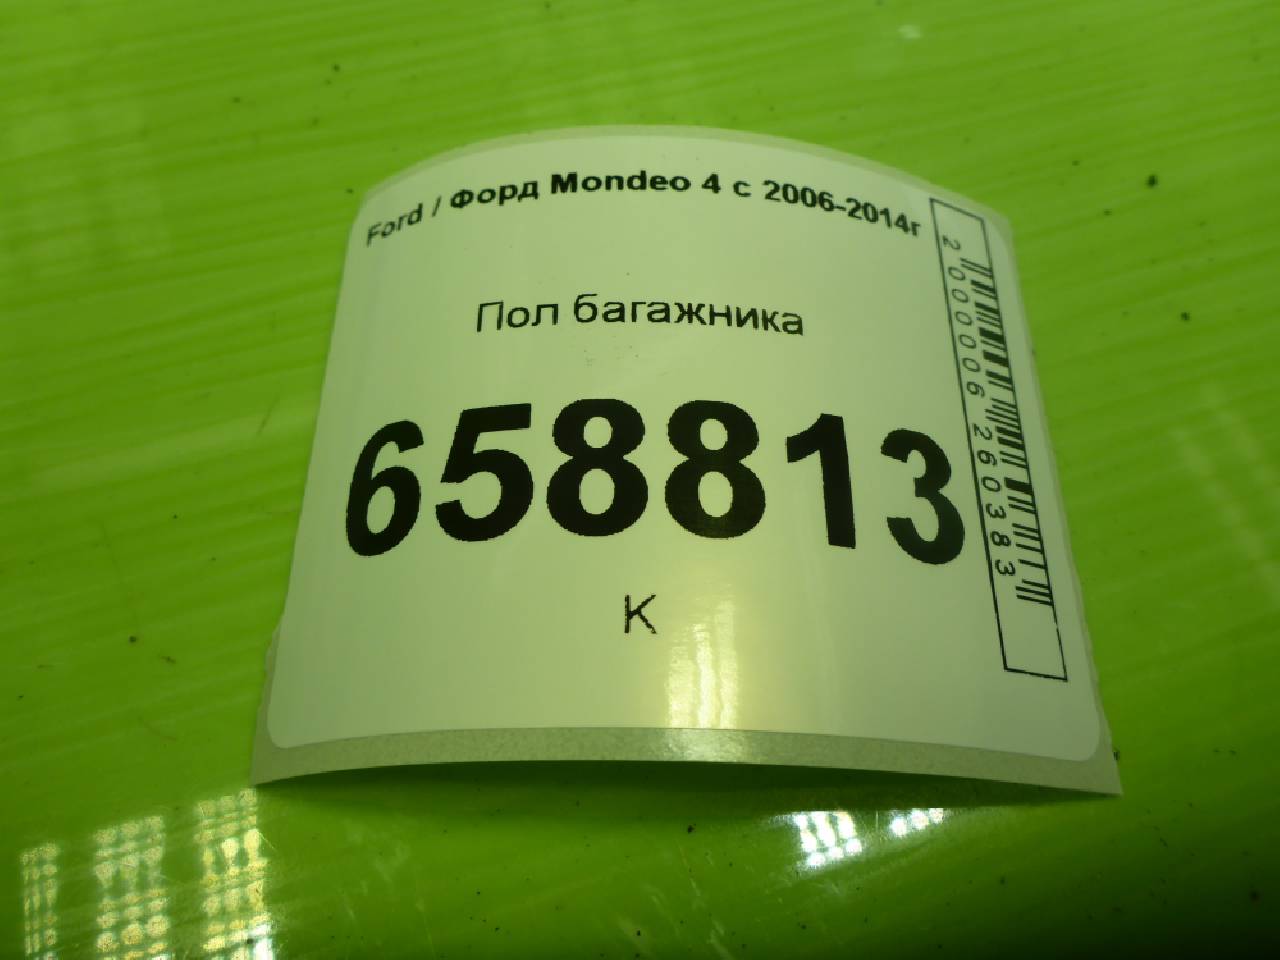 Ford / Форд Mondeo 4 с 2006-2014г
Пол багажника
658813
К
2000006260383